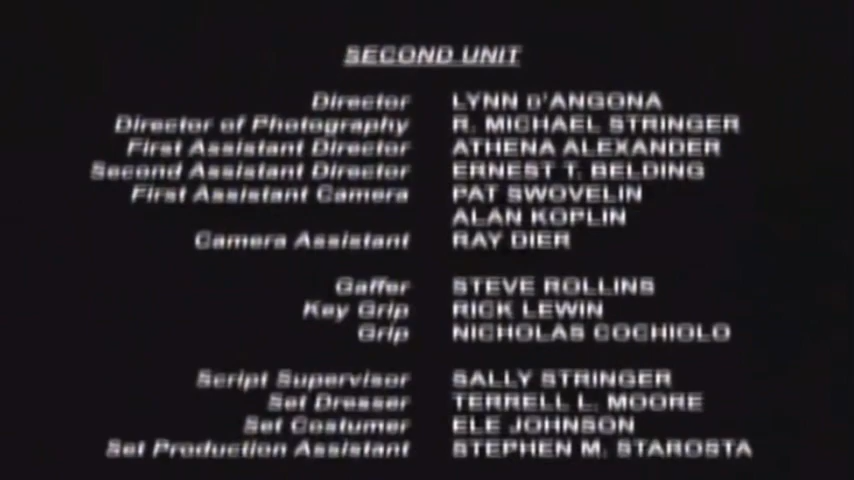 SECOND UNIT
Director LYNN D'ANGONA
Director of Photography R. MICHAEL STRINGER
First Assistant Director ATHENA ALEXANDER
Second Assistant Director ERNEST T. BELDING
First Assistant Camera PAT SWOVELIN
ALAN KOPLIN
Camera Assistant RAY DIER
Gaffer STEVE ROLLINS
Key Grip RICK LEWIN
Grip NICHOLAS COCHIOLO
Script Supervisor SALLY STRINGER
Set Dresser TERRELL L. MOORE
Set Costumer ELE JOHNSON
Set Production Assistant STEPHEN M. STAROSTA